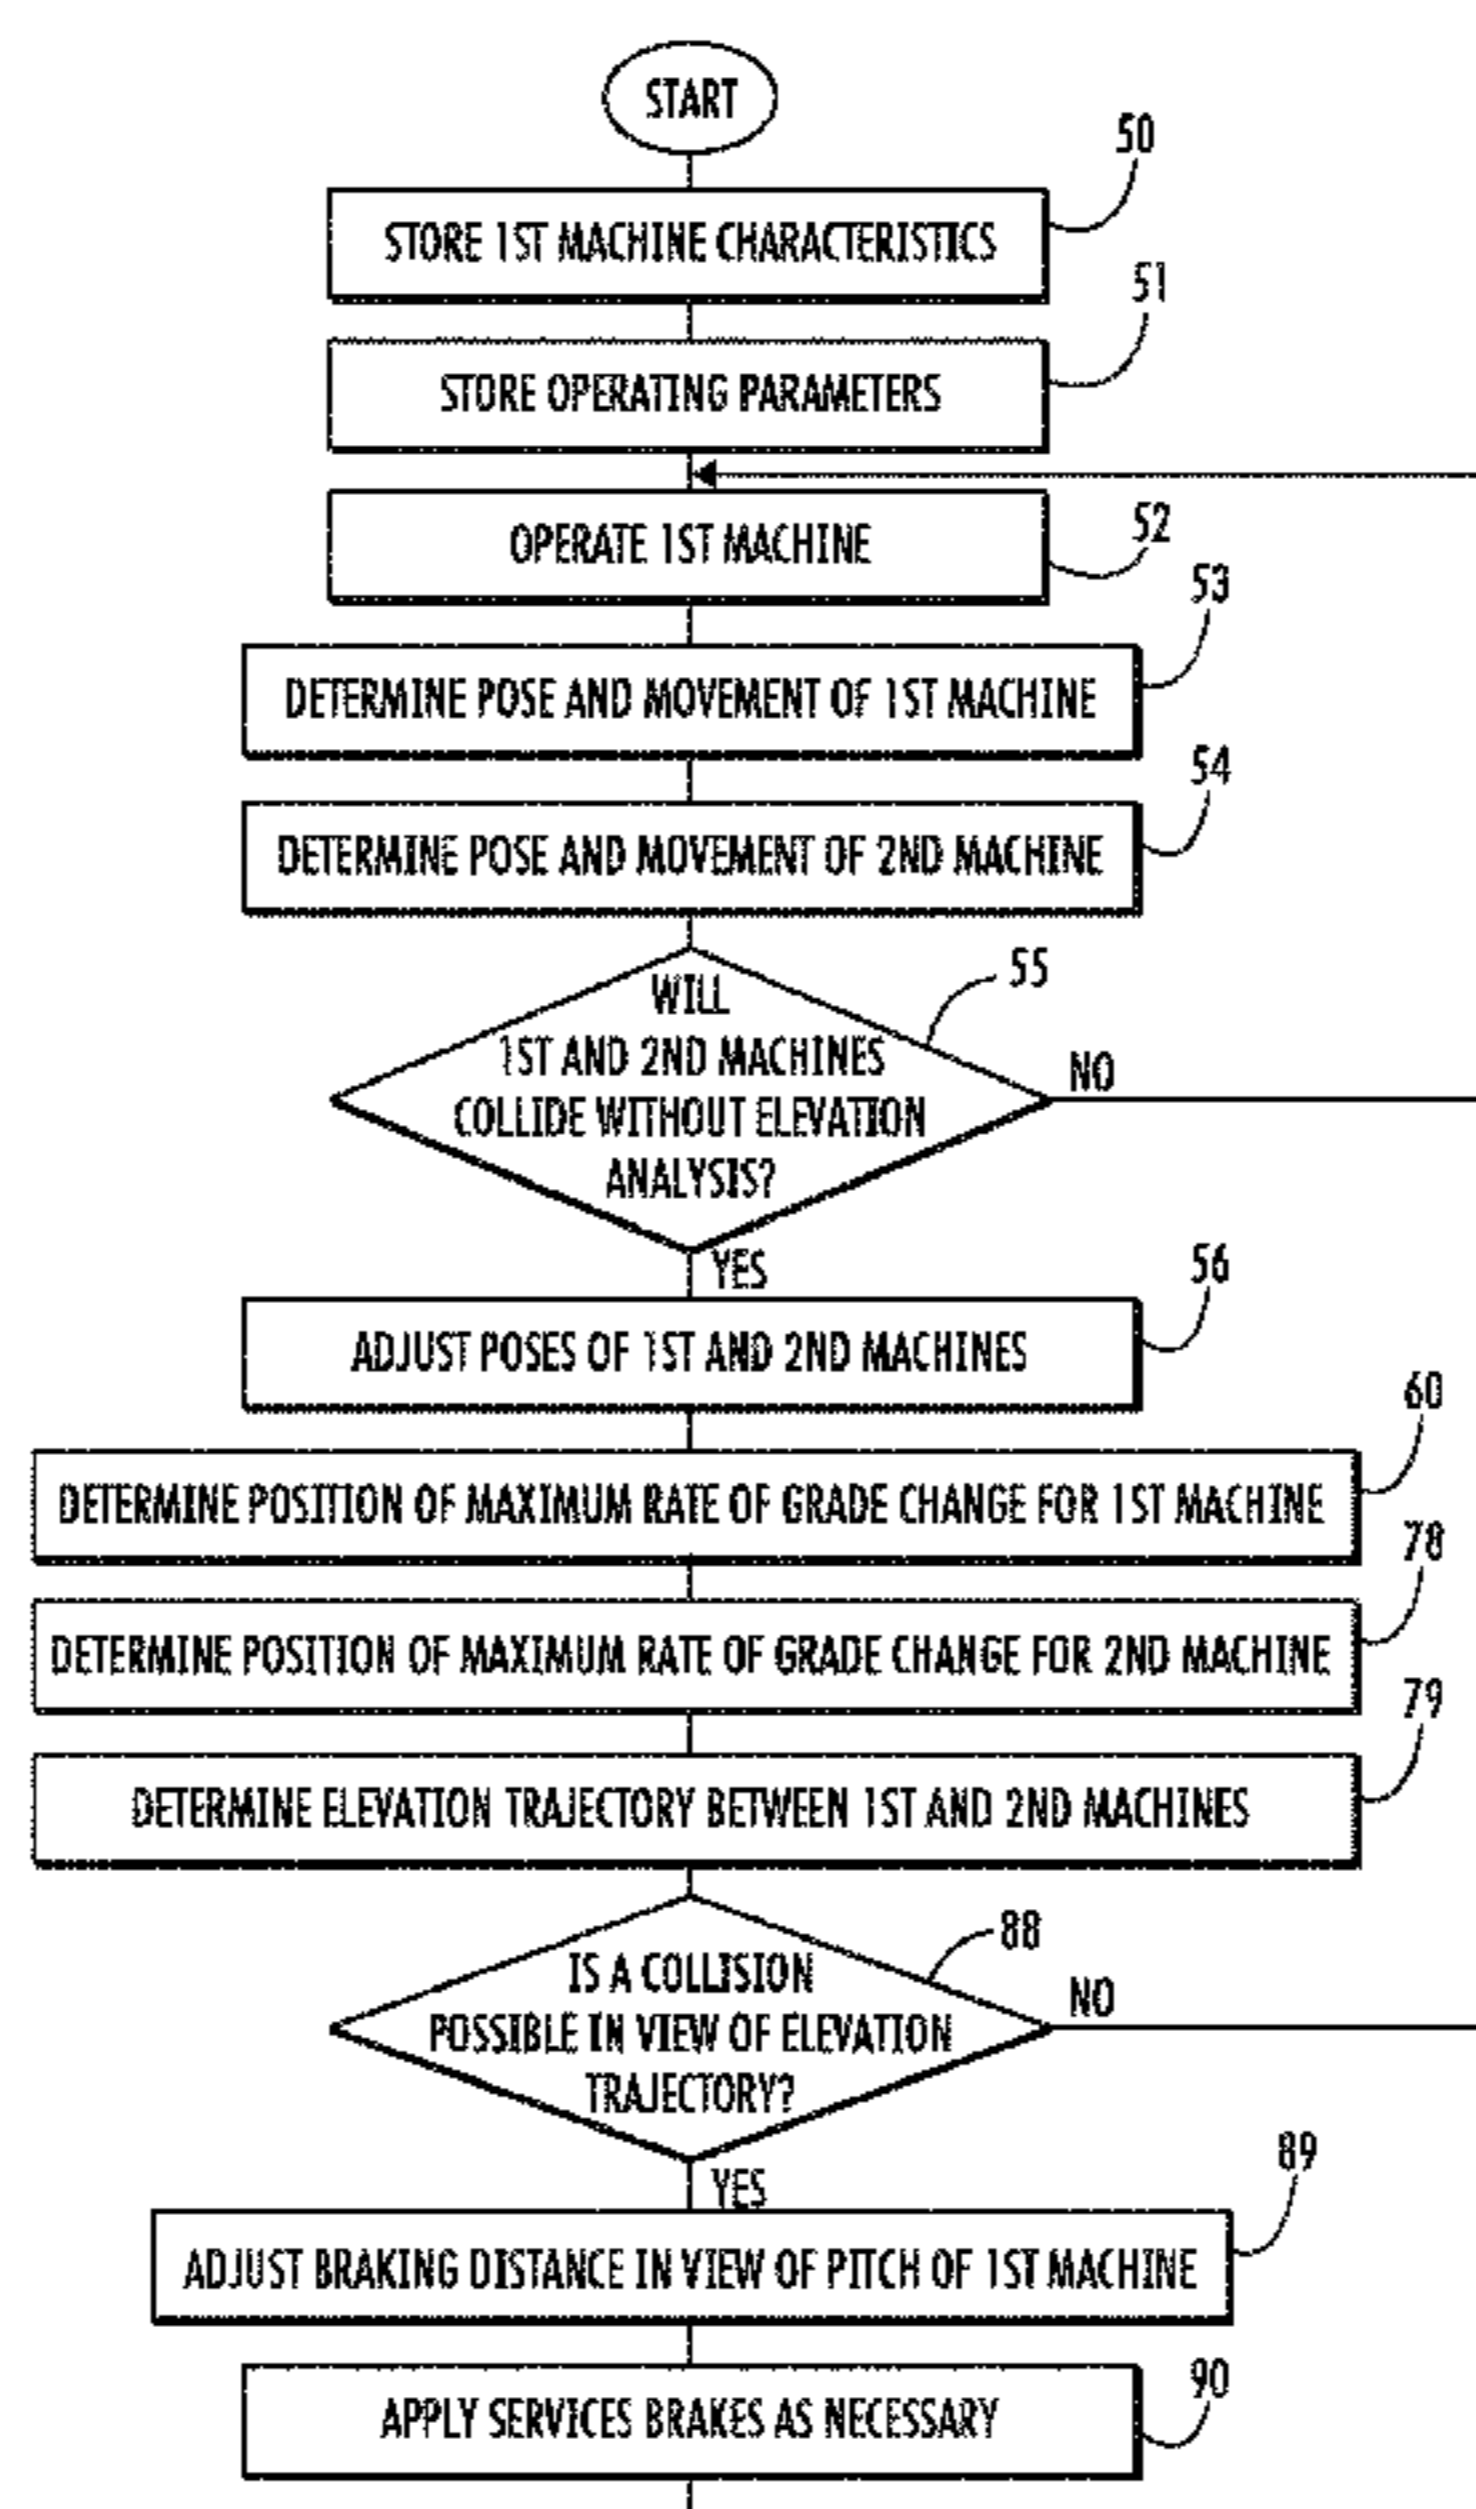 START
50
STORE 1ST MACHINE CHARACTERISTICS
51
STORE OPERATING PARAMETERS
52
OPERATE 1ST MACHINE
53
DETERMINE POSE AND MOVEMENT OF 1ST MACHINE
54
DETERMINE POSE AND MOVEMENT OF 2ND MACHINE
55
WILL
1ST AND 2ND MACHINES
COLLIDE WITHOUT ELEVATION
ANALYSIS?
NO
YES
56
ADJUST POSES OF 1ST AND 2ND MACHINES
60
DETERMINE POSITION OF MAXIMUM RATE OF GRADE CHANGE FOR 1ST MACHINE
78
DETERMINE POSITION OF MAXIMUM RATE OF GRADE CHANGE FOR 2ND MACHINE
79
DETERMINE ELEVATION TRAJECTORY BETWEEN 1ST AND 2ND MACHINES
88
IS A COLLISION
POSSIBLE IN VIEW OF ELEVATION
TRAJECTORY?
NO
YES
89
ADJUST BRAKING DISTANCE IN VIEW OF PITCH OF 1ST MACHINE
90
APPLY SERVICES BRAKES AS NECESSARY